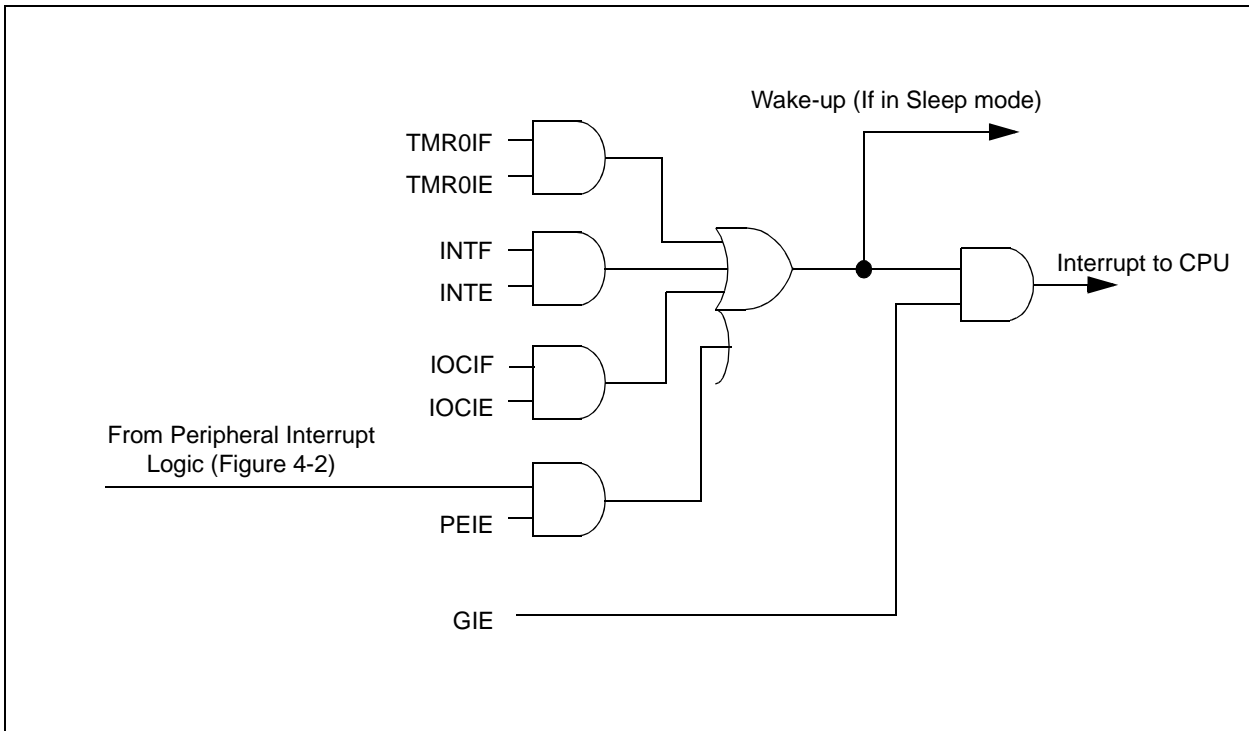 Wake-up (If in Sleep mode)
TMR0IF
TMR0IE
INTF
INTE
Interrupt to CPU
IOCIF
IOCIE
From Peripheral Interrupt
Logic (Figure 4-2)
PEIE
GIE